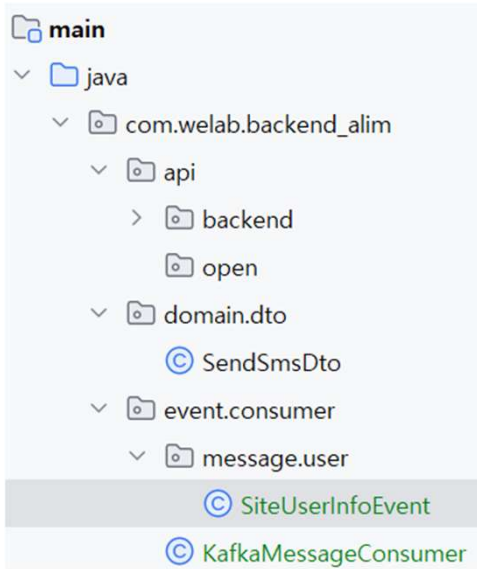 main
java
com.welab.backend_alim
api
backend
open
domain.dto
SendSmsDto
event.consumer
message.user
SiteUserInfoEvent
KafkaMessageConsumer